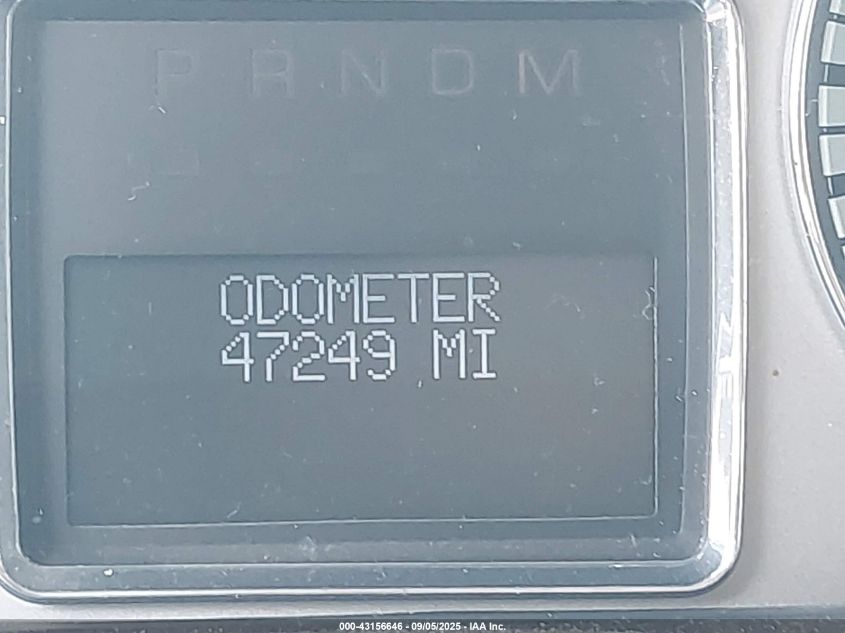 P R N D M
ODOMETER
47249 MI
000-43156646 - 09/05/2025 - IAA Inc.